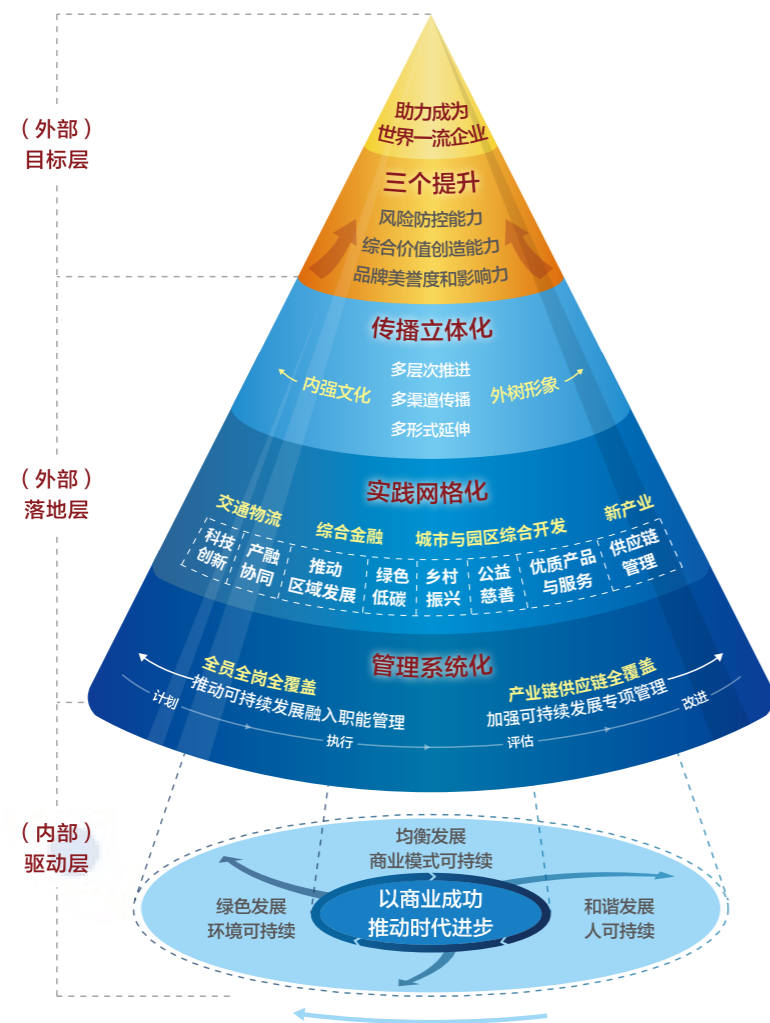 （外部）
目标层
助力成为
世界一流企业
三个提升
风险防控能力
综合价值创造能力
品牌美誉度和影响力
（外部）
落地层
传播立体化
内强文化
多层次推进
多渠道传播
多形式延伸
外树形象
实践网格化
交通物流
综合金融
城市与园区综合开发
新产业
科技
创新
产融
协同
推动
区域发展
绿色
低碳
乡村
振兴
公益
慈善
优质产品
与服务
供应链
管理
管理系统化
全员全岗全覆盖
推动可持续发展融入职能管理
产业链供应链全覆盖
加强可持续发展专项管理
计划
执行
评估
改进
（内部）
驱动层
均衡发展
商业模式可持续
绿色发展
环境可持续
以商业成功
推动时代进步
和谐发展
人可持续